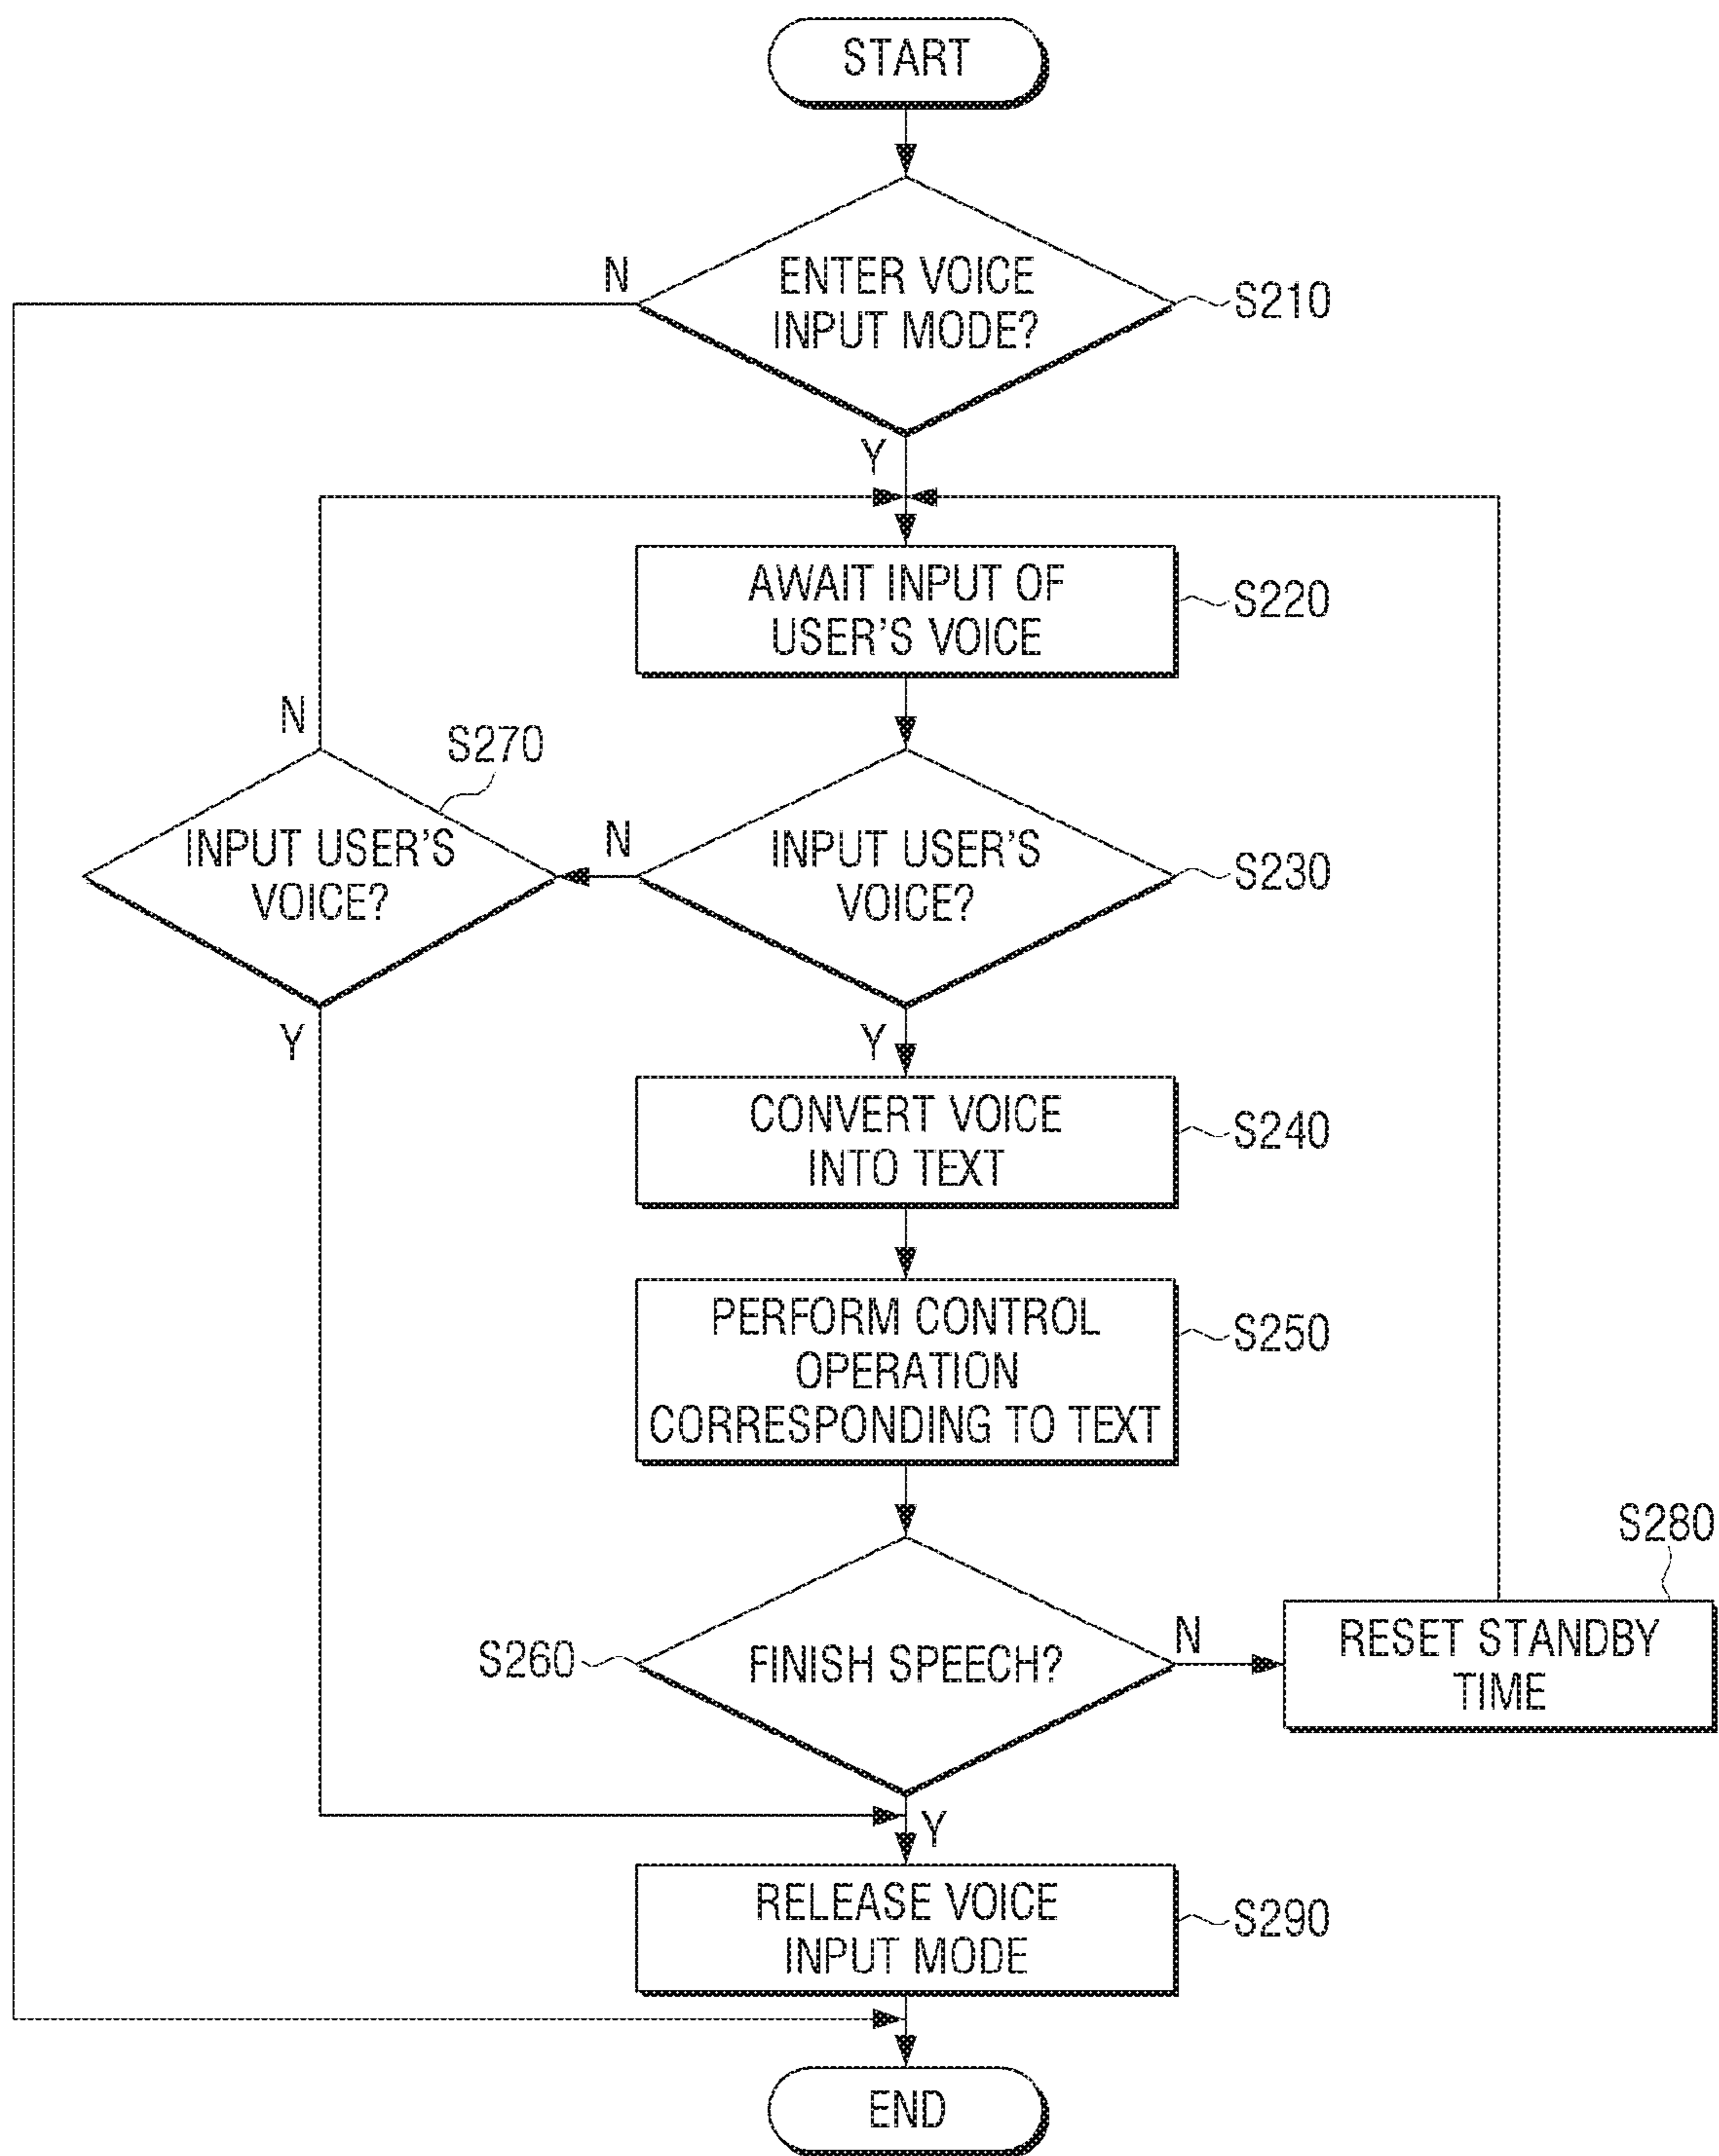 START
N
ENTER VOICE
INPUT MODE?
S210
Y
AWAIT INPUT OF
USER'S VOICE
S220
N
S270
INPUT USER'S
VOICE?
N
INPUT USER'S
VOICE?
S230
Y
Y
CONVERT VOICE
INTO TEXT
S240
PERFORM CONTROL
OPERATION
CORRESPONDING TO TEXT
S250
S260
FINISH SPEECH?
N
S280
RESET STANDBY
TIME
Y
RELEASE VOICE
INPUT MODE
S290
END